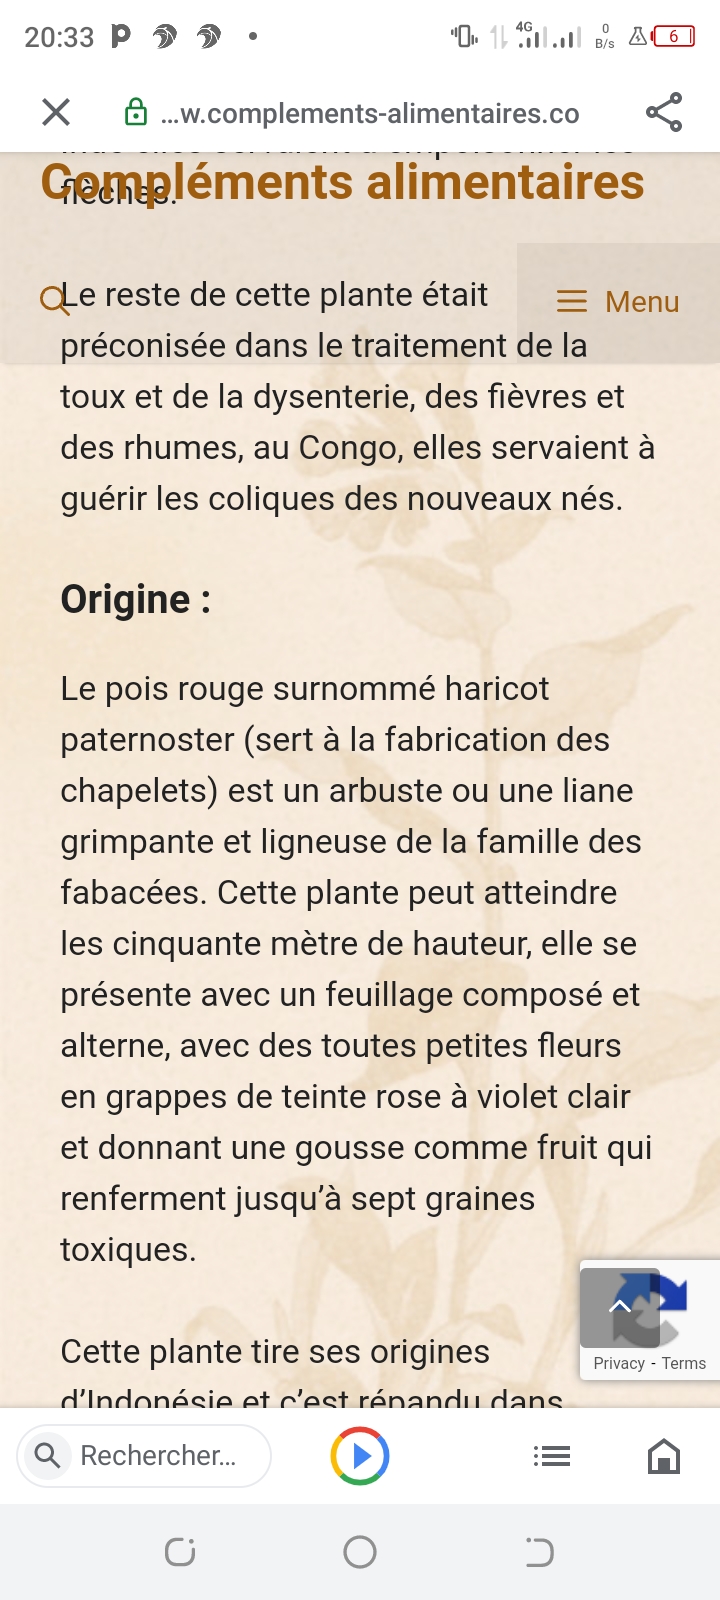 20:33
4G
0
B/s
6
...w.complements-alimentaires.co
Compléments alimentaires
flèches.
Le reste de cette plante était
Menu
préconisée dans le traitement de la
toux et de la dysenterie, des fièvres et
des rhumes, au Congo, elles servaient à
guérir les coliques des nouveaux nés.
Origine :
Le pois rouge surnommé haricot
paternoster (sert à la fabrication des
chapelets) est un arbuste ou une liane
grimpante et ligneuse de la famille des
fabacées. Cette plante peut atteindre
les cinquante mètre de hauteur, elle se
présente avec un feuillage composé et
alterne, avec des toutes petites fleurs
en grappes de teinte rose à violet clair
et donnant une gousse comme fruit qui
renferment jusqu’à sept graines
toxiques.
Cette plante tire ses origines
d’Indonésie et c’est répandu dans
Privacy - Terms
Rechercher...